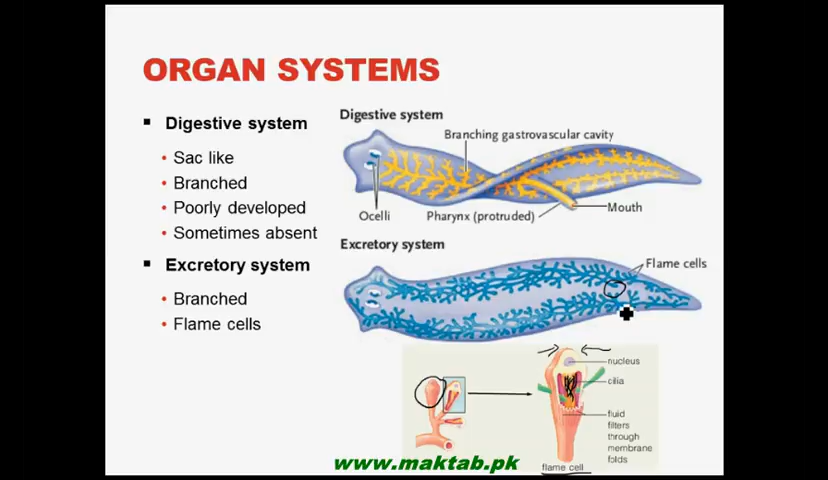 ORGAN SYSTEMS
▪ Digestive system
• Sac like
• Branched
• Poorly developed
• Sometimes absent
▪ Excretory system
• Branched
• Flame cells
Digestive system
Branching gastrovascular cavity
Ocelli
Pharynx (protruded)
Mouth
Excretory system
Flame cells
nucleus
cilia
fluid
filters
through
membrane
folds
flame cell
www.maktab.pk